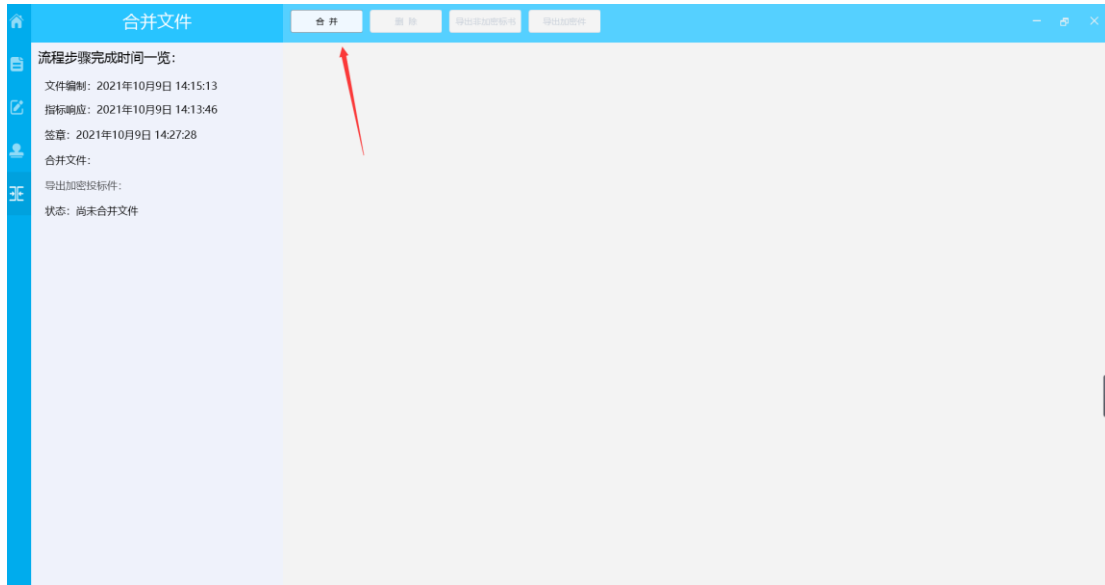 合并文件
合 并
删 除
导出非加密标书
导出加密件
流程步骤完成时间一览：
文件编制：2021年10月9日 14:15:13
指标响应：2021年10月9日 14:13:46
签章：2021年10月9日 14:27:28
合并文件：
导出加密投标件：
状态：尚未合并文件